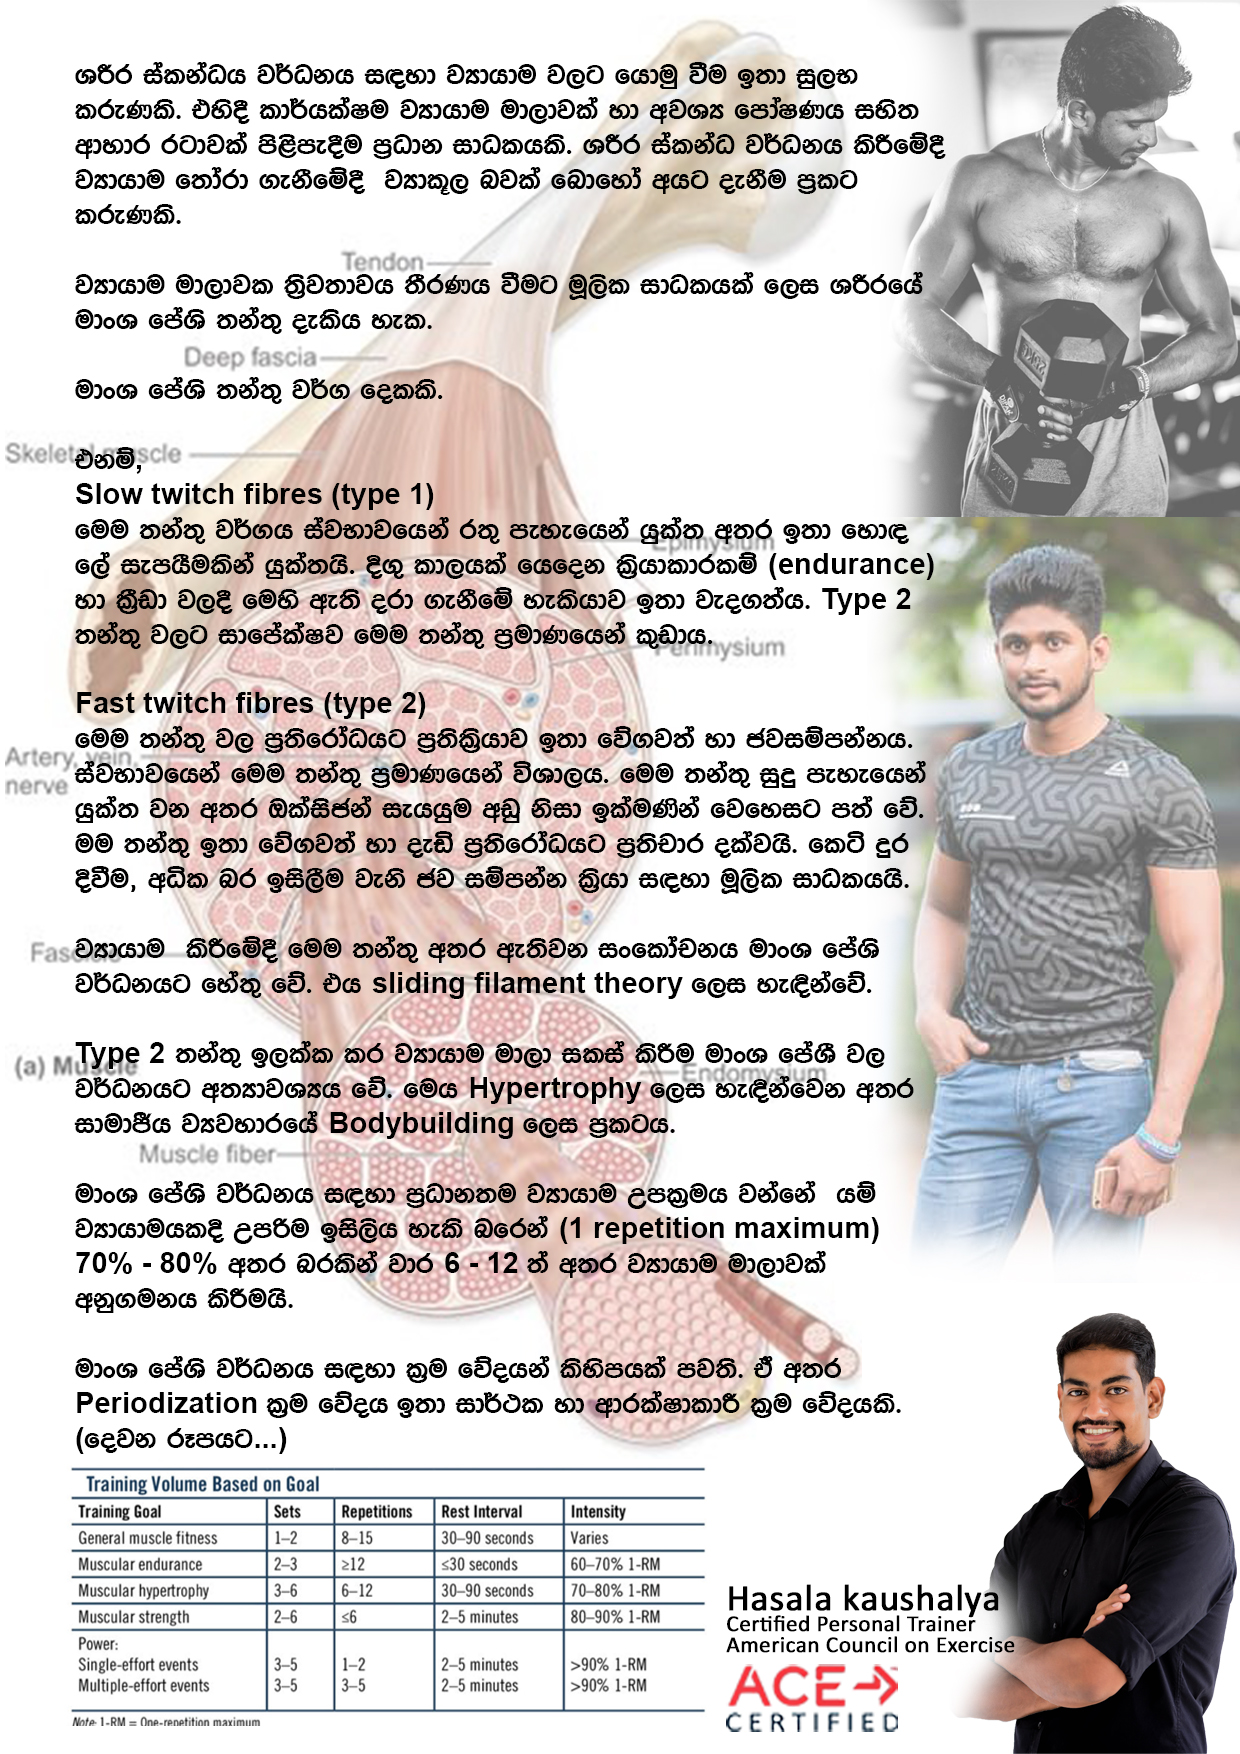 ශරීර ස්කන්ධය වර්ධනය සඳහා ව්‍යායාම වලට යොමු වීම ඉතා සුලභ
කරුණකි. එහිදී කාර්යක්ෂම ව්‍යායාම මාලාවක් හා අවශ්‍ය පෝෂණය සහිත
ආහාර රටාවක් පිළිපැදීම ප්‍රධාන සාධකයකි. ශරීර ස්කන්ධ වර්ධනය කිරීමේදී
ව්‍යායාම තෝරා ගැනීමේදී ව්‍යාකූල බවක් බොහෝ අයට දැනීම ප්‍රකට
කරුණකි.
Tendon
ව්‍යායාම මාලාවක ත්‍රිවතාවය තීරණය වීමට මූලික සාධකයක් ලෙස ශරීරයේ
මාංශ පේශි තන්තු දැකිය හැක.
Deep fascia
මාංශ පේශි තන්තු වර්ග දෙකකි.
Skeletal muscle
එනම්,
Slow twitch fibres (type 1)
මෙම තන්තු වර්ගය ස්වභාවයෙන් රතු පැහැයෙන් යුක්ත අතර ඉතා හොඳ
Epimysium
ලේ සැපයීමකින් යුක්තයි. දිගු කාලයක් යෙදෙන ක්‍රියාකාරකම් (endurance)
හා ක්‍රීඩා වලදී මෙහි ඇති දරා ගැනීමේ හැකියාව ඉතා වැදගත්ය. Type 2
තන්තු වලට සාපේක්ෂව මෙම තන්තු ප්‍රමාණයෙන් කුඩාය.
Perimysium
Fast twitch fibres (type 2)
මෙම තන්තු වල ප්‍රතිරෝධයට ප්‍රතික්‍රියාව ඉතා වේගවත් හා ජවසම්පන්නය.
Artery, vein,
nerve
ස්වභාවයෙන් මෙම තන්තු ප්‍රමාණයෙන් විශාලය. මෙම තන්තු සුදු පැහැයෙන්
යුක්ත වන අතර ඔක්සිජන් සැයයුම අඩු නිසා ඉක්මණින් වෙහෙසට පත් වේ.
මම තන්තු ඉතා වේගවත් හා දැඩි ප්‍රතිරෝධයට ප්‍රතිචාර දක්වයි. කෙටි දුර
දිවීම, අධික බර ඉසිලීම වැනි ජව සම්පන්න ක්‍රියා සඳහා මූලික සාධකයයි.
Fascicle
ව්‍යායාම කිරීමේදී මෙම තන්තු අතර ඇතිවන සංකෝචනය මාංශ පේශි
වර්ධනයට හේතු වේ. එය sliding filament theory ලෙස හැඳින්වේ.
Type 2 තන්තු ඉලක්ක කර ව්‍යායාම මාලා සකස් කිරීම මාංශ පේශී වල
(a) Muscle
Endomysium
වර්ධනයට අත්‍යාවශ්‍යය වේ. මෙය Hypertrophy ලෙස හැඳින්වෙන අතර
සාමාජීය ව්‍යවහාරයේ Bodybuilding ලෙස ප්‍රකටය.
Muscle fiber
මාංශ පේශි වර්ධනය සඳහා ප්‍රධානතම ව්‍යායාම උපක්‍රමය වන්නේ යම්
ව්‍යායාමයකදී උපරිම ඉසිලිය හැකි බරෙන් (1 repetition maximum)
70% - 80% අතර බරකින් වාර 6 - 12 ත් අතර ව්‍යායාම මාලාවක්
අනුගමනය කිරීමයි.
මාංශ පේශි වර්ධනය සඳහා ක්‍රම වේදයන් කිහිපයක් පවතී. ඒ අතර
Periodization ක්‍රම වේදය ඉතා සාර්ථක හා ආරක්ෂාකාරී ක්‍රම වේදයකි.
(දෙවන රූපයට...)
Training Volume Based on Goal
Training Goal Sets Repetitions Rest Interval Intensity
General muscle fitness 1–2 8–15 30–90 seconds Varies
Muscular endurance 2–3 ≥12 ≤30 seconds 60–70% 1-RM
Muscular hypertrophy 3–6 6–12 30–90 seconds 70–80% 1-RM
Muscular strength 2–6 ≤6 2–5 minutes 80–90% 1-RM
Power:
Single-effort events 3–5 1–2 2–5 minutes >90% 1-RM
Multiple-effort events 3–5 3–5 2–5 minutes >90% 1-RM
Note: 1-RM = One-repetition maximum
Hasala kaushalya
Certified Personal Trainer
American Council on Exercise
ACE
CERTIFIED